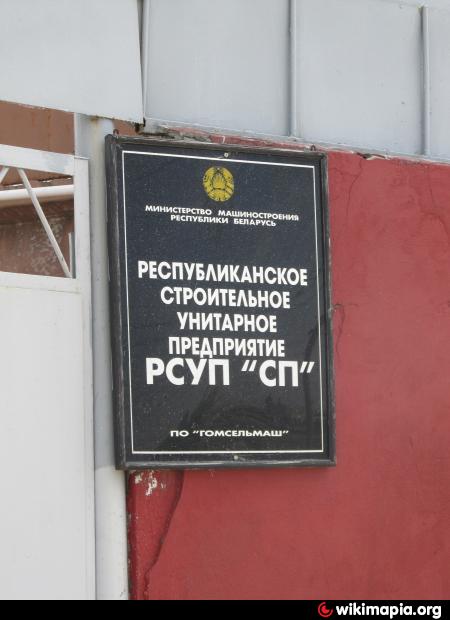 МИНИСТЕРСТВО МАШИНОСТРОЕНИЯ
РЕСПУБЛИКИ БЕЛАРУСЬ
РЕСПУБЛИКАНСКОЕ
СТРОИТЕЛЬНОЕ
УНИТАРНОЕ
ПРЕДПРИЯТИЕ
РСУП "СП"
ПО "ГОМСЕЛЬМАШ"
wikimapia.org